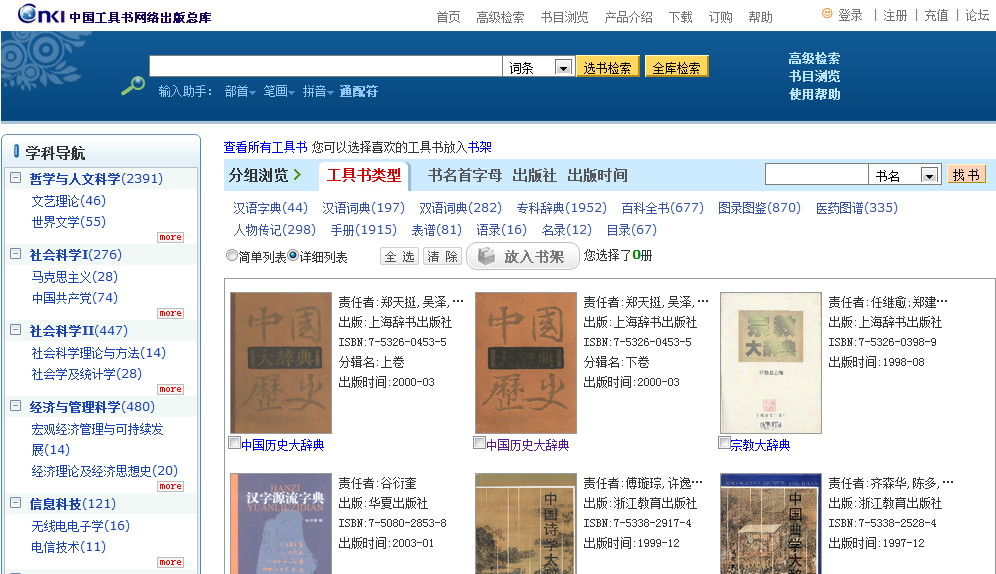 CNKI 中国工具书网络出版总库
首页 高级检索 书目浏览 产品介绍 下载 订购 帮助 登录 | 注册 | 充值 | 论坛
词条 选书检索 全库检索
输入助手： 部首 笔画 拼音 通配符
高级检索
书目浏览
使用帮助
学科导航
哲学与人文科学(2391)
文艺理论(46)
世界文学(55)
more
社会科学I(276)
马克思主义(28)
中国共产党(74)
more
社会科学II(447)
社会科学理论与方法(14)
社会学及统计学(28)
more
经济与管理科学(480)
宏观经济管理与可持续发
展(14)
经济理论及经济思想史(20)
more
信息科技(121)
无线电电子学(16)
电信技术(11)
more
查看所有工具书 您可以选择喜欢的工具书放入书架
分组浏览 工具书类型 书名首字母 出版社 出版时间 书名 找 书
汉语字典(44) 汉语词典(197) 双语词典(282) 专科辞典(1952) 百科全书(677) 图录图鉴(870) 医药图谱(335)
人物传记(298) 手册(1915) 表谱(81) 语录(16) 名录(12) 目录(67)
简单列表 详细列表 全 选 清 除 放入书架 您选择了0册
中国
大辞典
歷史
责任者:郑天挺,吴泽,…
出版:上海辞书出版社
ISBN:7-5326-0453-5
分辑名:上卷
出版时间:2000-03
中国历史大辞典
中国
大辞典
歷史
责任者:郑天挺,吴泽,…
出版:上海辞书出版社
ISBN:7-5326-0453-5
分辑名:下卷
出版时间:2000-03
中国历史大辞典
宗教
大辞典
责任者:任继愈;郑建…
出版:上海辞书出版社
ISBN:7-5326-0398-9
出版时间:1998-08
宗教大辞典
HANZI
汉字源流字典
YUANLIUZIDIAN
责任者:谷衍奎
出版:华夏出版社
ISBN:7-5080-2853-8
出版时间:2003-01
中国诗学大
责任者:傅璇琮,许逸…
出版:浙江教育出版社
ISBN:7-5338-2917-4
出版时间:1999-12
中国曲学大
责任者:齐森华,陈多,…
出版:浙江教育出版社
ISBN:7-5338-2528-4
出版时间:1997-12